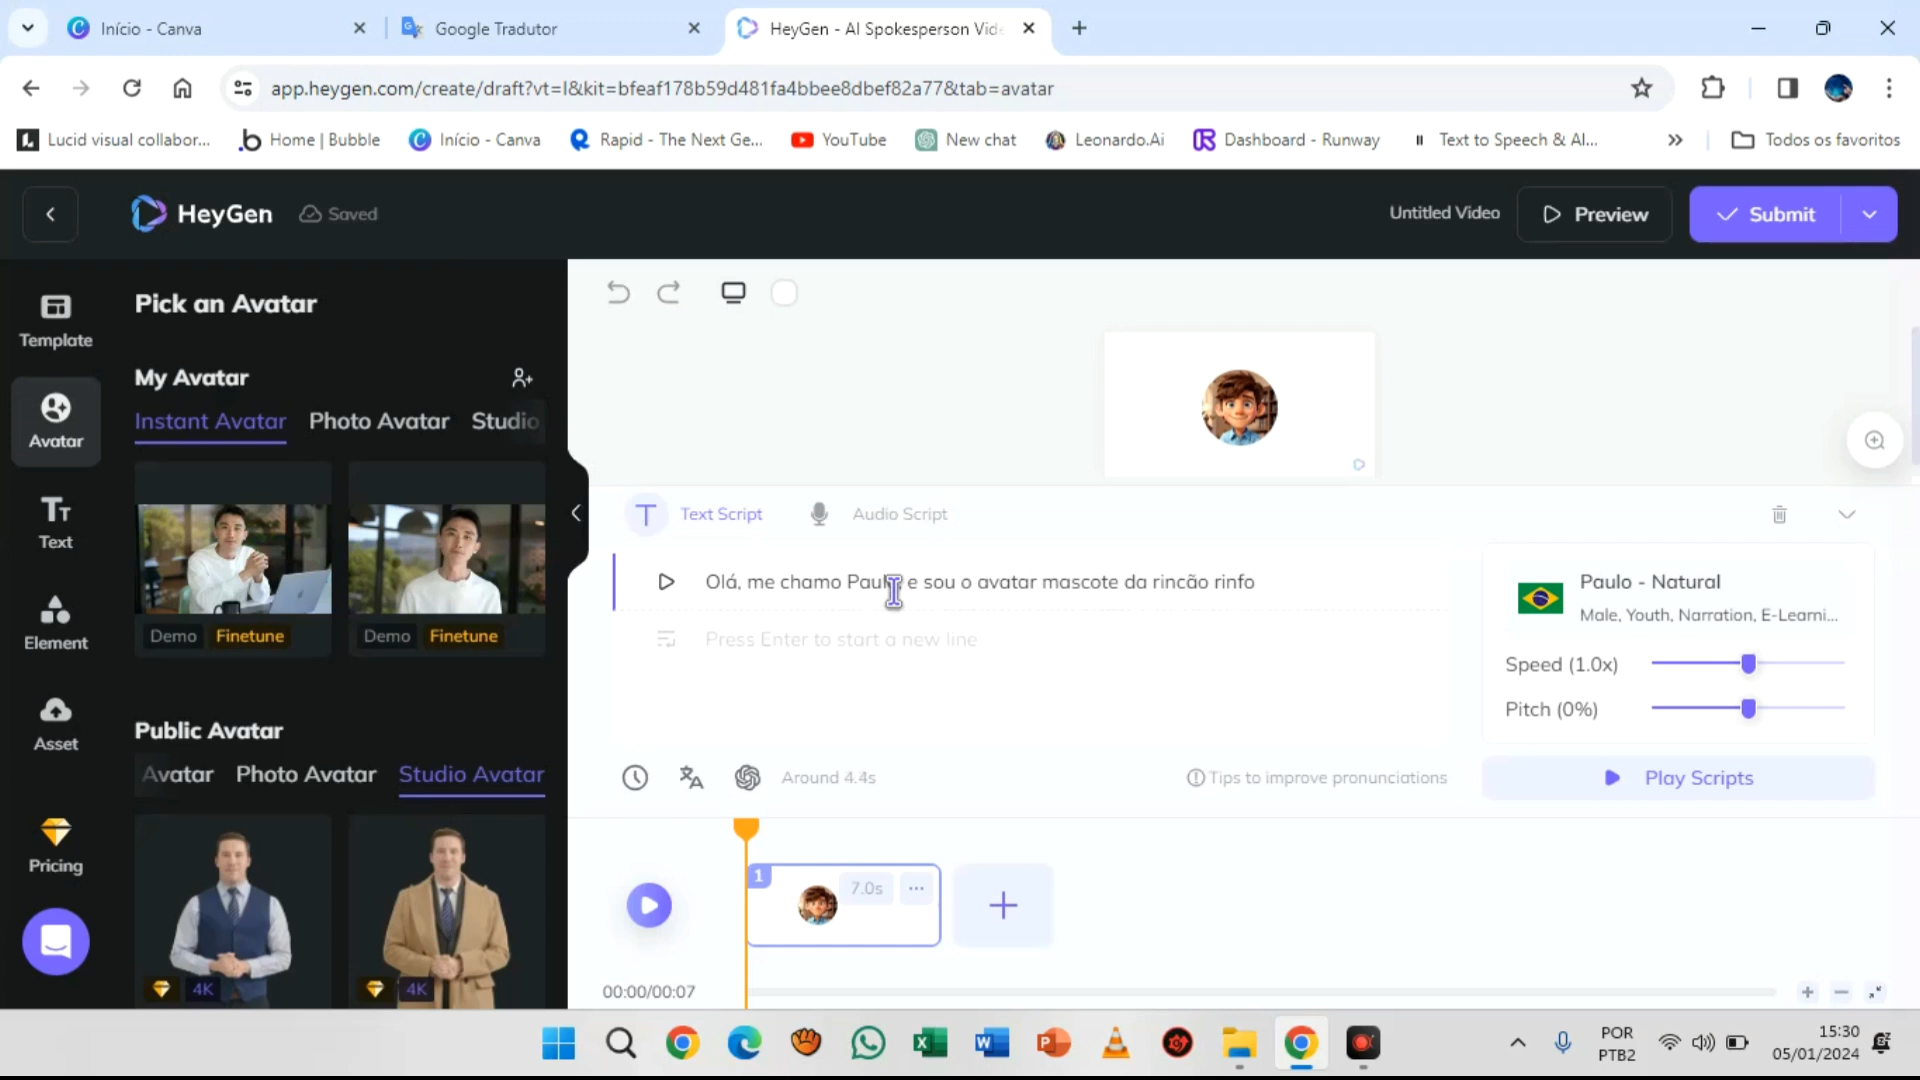 Início - Canva
Google Tradutor
HeyGen - AI Spokesperson Vide
app.heygen.com/create/draft?vt=l&kit=bfeaf178b59d481fa4bbee8dbef82a77&tab=avatar
Lucid visual collabor...
Home | Bubble
Início - Canva
Rapid - The Next Ge...
YouTube
New chat
Leonardo.Ai
Dashboard - Runway
Text to Speech & AI...
Todos os favoritos
HeyGen
Saved
Untitled Video
Preview
Submit
Template
Avatar
Text
Element
Asset
Pricing
Pick an Avatar
My Avatar
Instant Avatar
Photo Avatar
Studio
Demo
Finetune
Demo
Finetune
Public Avatar
Avatar
Photo Avatar
Studio Avatar
4K
4K
Text Script
Audio Script
Olá, me chamo Paulo e sou o avatar mascote da rincão rinfo
Press Enter to start a new line
Paulo - Natural
Male, Youth, Narration, E-Learni...
Speed (1.0x)
Pitch (0%)
Around 4.4s
Tips to improve pronunciations
Play Scripts
1
7.0s
00:00/00:07
POR
PTB2
15:30
05/01/2024